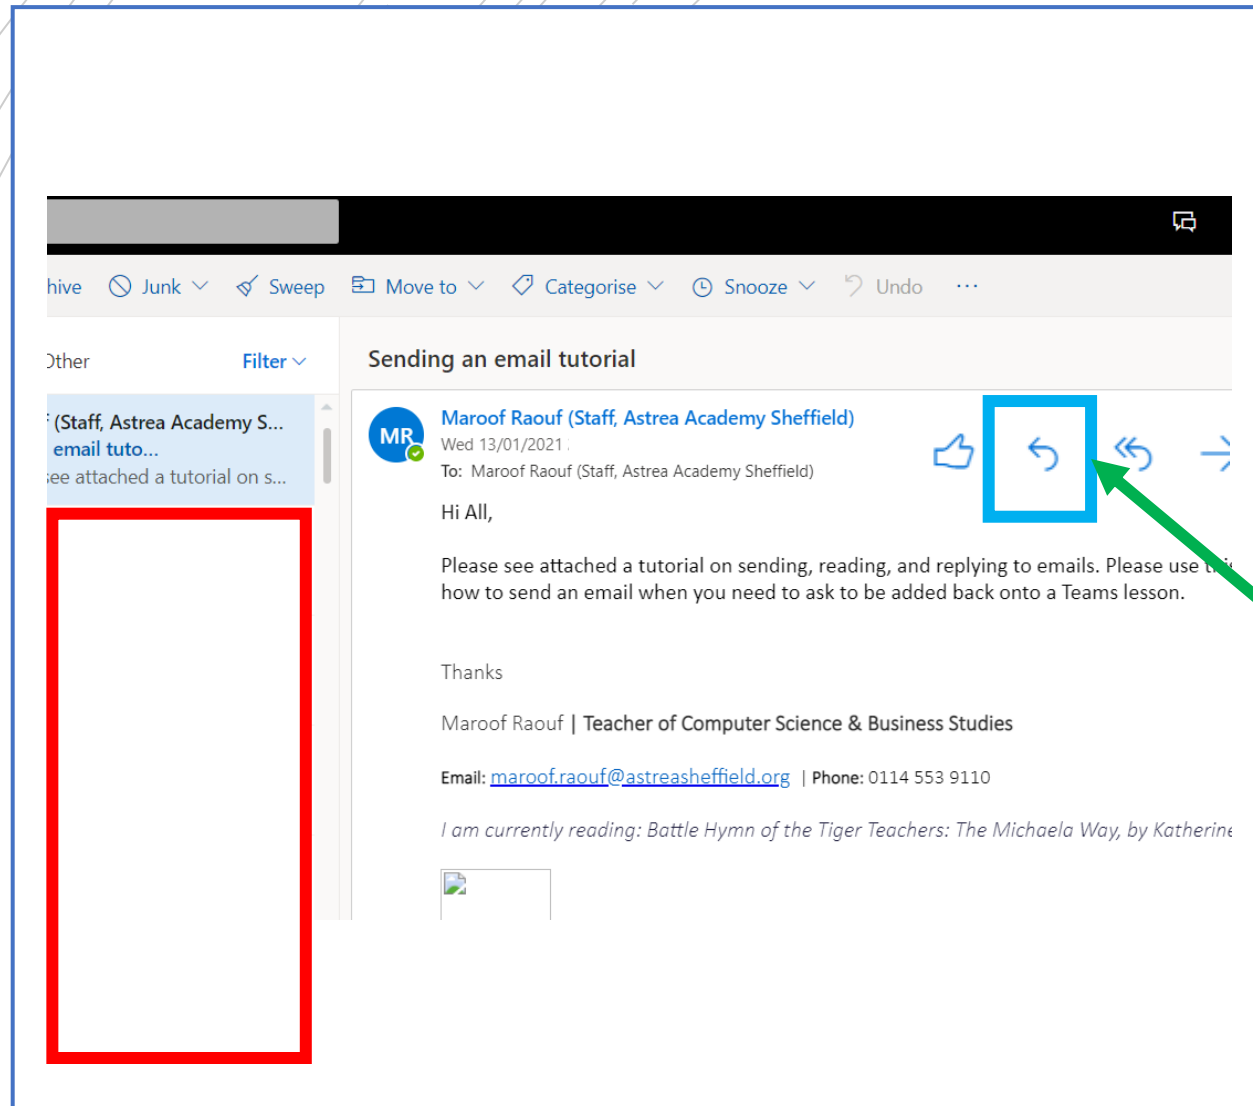 hive Junk Sweep Move to Categorise Snooze Undo ...
Other Filter
Sending an email tutorial
(Staff, Astrea Academy S...
email tuto...
see attached a tutorial on s...
MR
Maroof Raouf (Staff, Astrea Academy Sheffield)
Wed 13/01/2021
To: Maroof Raouf (Staff, Astrea Academy Sheffield)
Hi All,
Please see attached a tutorial on sending, reading, and replying to emails. Please use this
how to send an email when you need to ask to be added back onto a Teams lesson.
Thanks
Maroof Raouf | Teacher of Computer Science & Business Studies
Email: maroof.raouf@astreasheffield.org | Phone: 0114 553 9110
I am currently reading: Battle Hymn of the Tiger Teachers: The Michaela Way, by Katherine